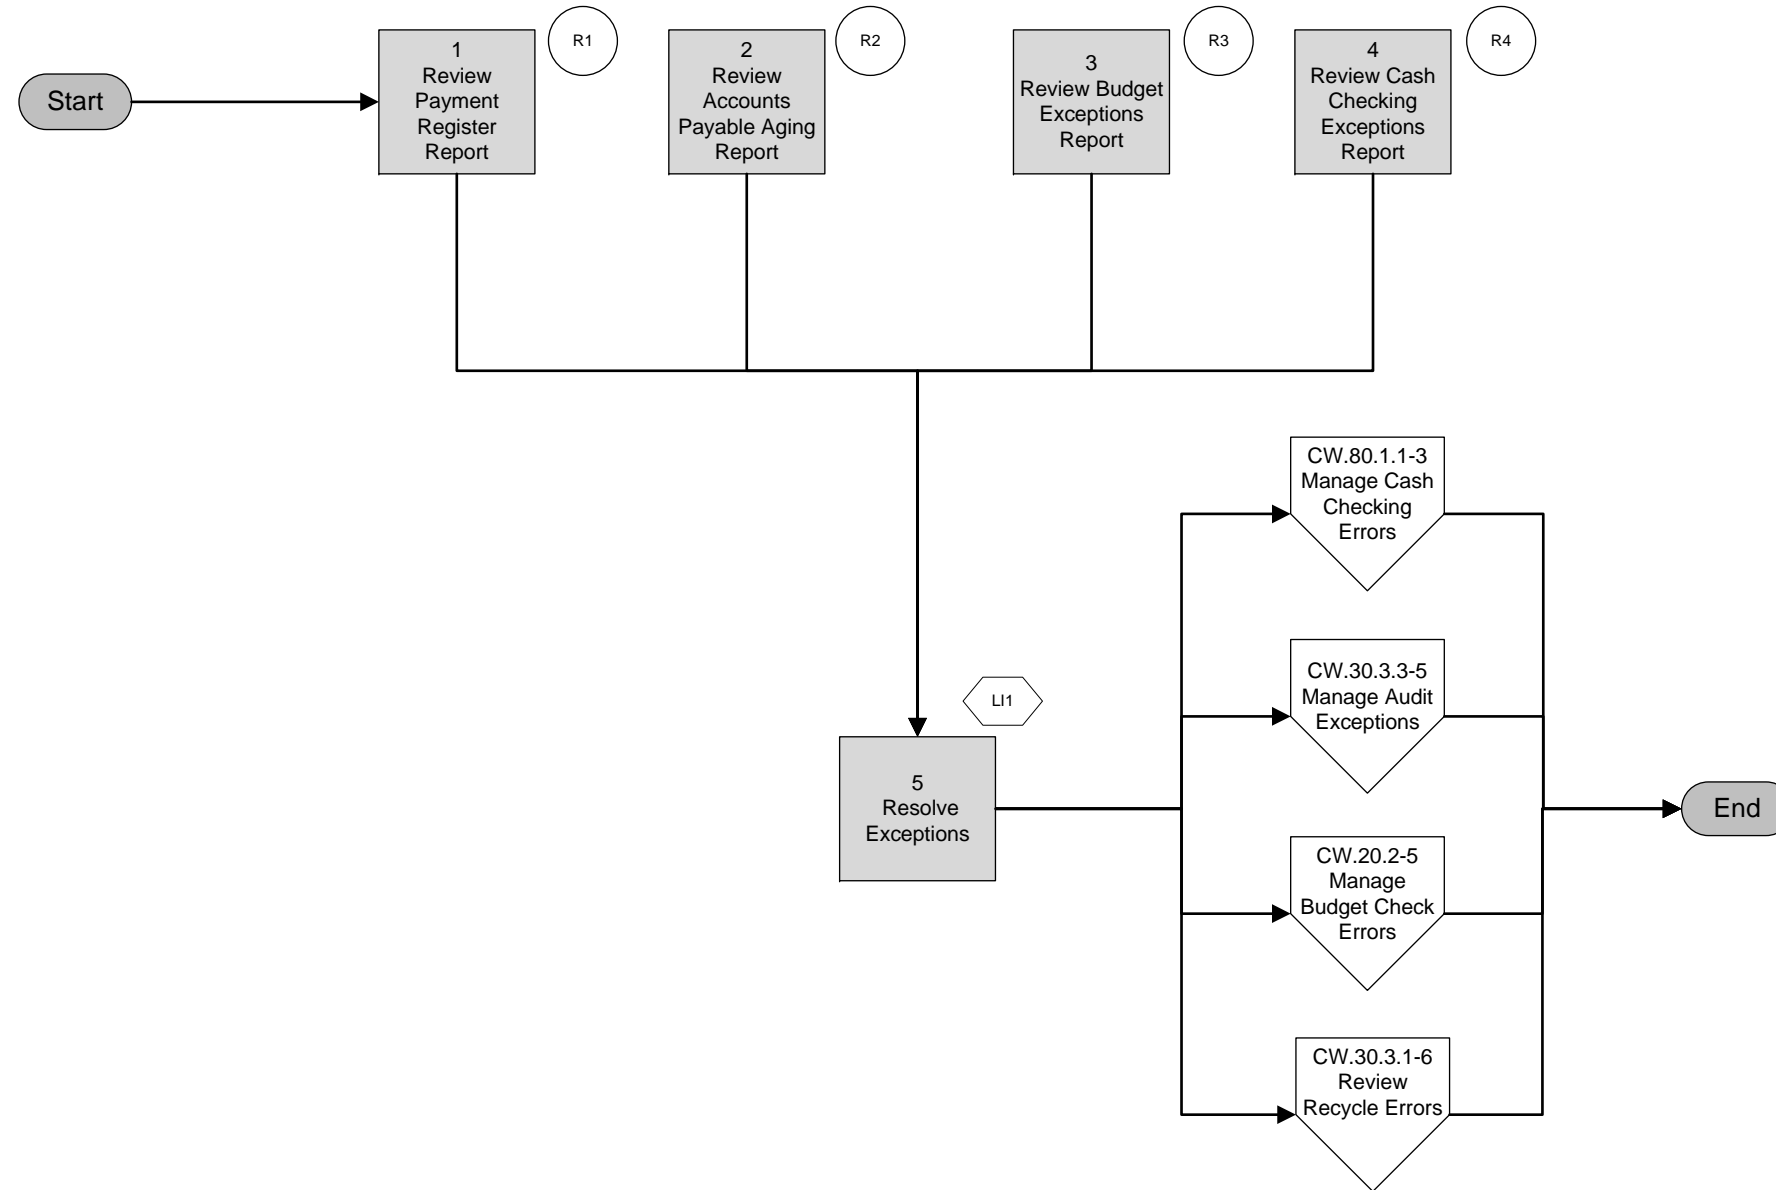 Start
1
Review
Payment
Register
Report
R1
2
Review
Accounts
Payable Aging
Report
R2
3
Review Budget
Exceptions
Report
R3
4
Review Cash
Checking
Exceptions
Report
R4
CW.80.1.1-3
Manage Cash
Checking
Errors
CW.30.3.3-5
Manage Audit
Exceptions
LI1
5
Resolve
Exceptions
End
CW.20.2-5
Manage
Budget Check
Errors
CW.30.3.1-6
Review
Recycle Errors